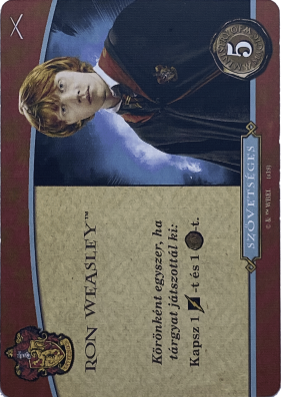 RON WEASLEY™
Körönként egyszer, ha
tárgyat játszottál ki:
Kapsz 1 -t és 1 -t.
SZÖVETSÉGES
5